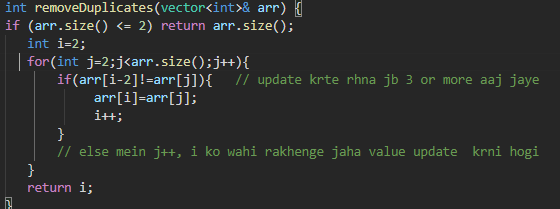 int removeDuplicates(vector<int>& arr) {
if (arr.size() <= 2) return arr.size();
int i=2;
for(int j=2;j<arr.size();j++){
if(arr[i-2]!=arr[j]){ // update krte rhna jb 3 or more aaj jaye
arr[i]=arr[j];
i++;
}
// else mein j++, i ko wahi rakhenge jaha value update krni hogi
}
return i;
}